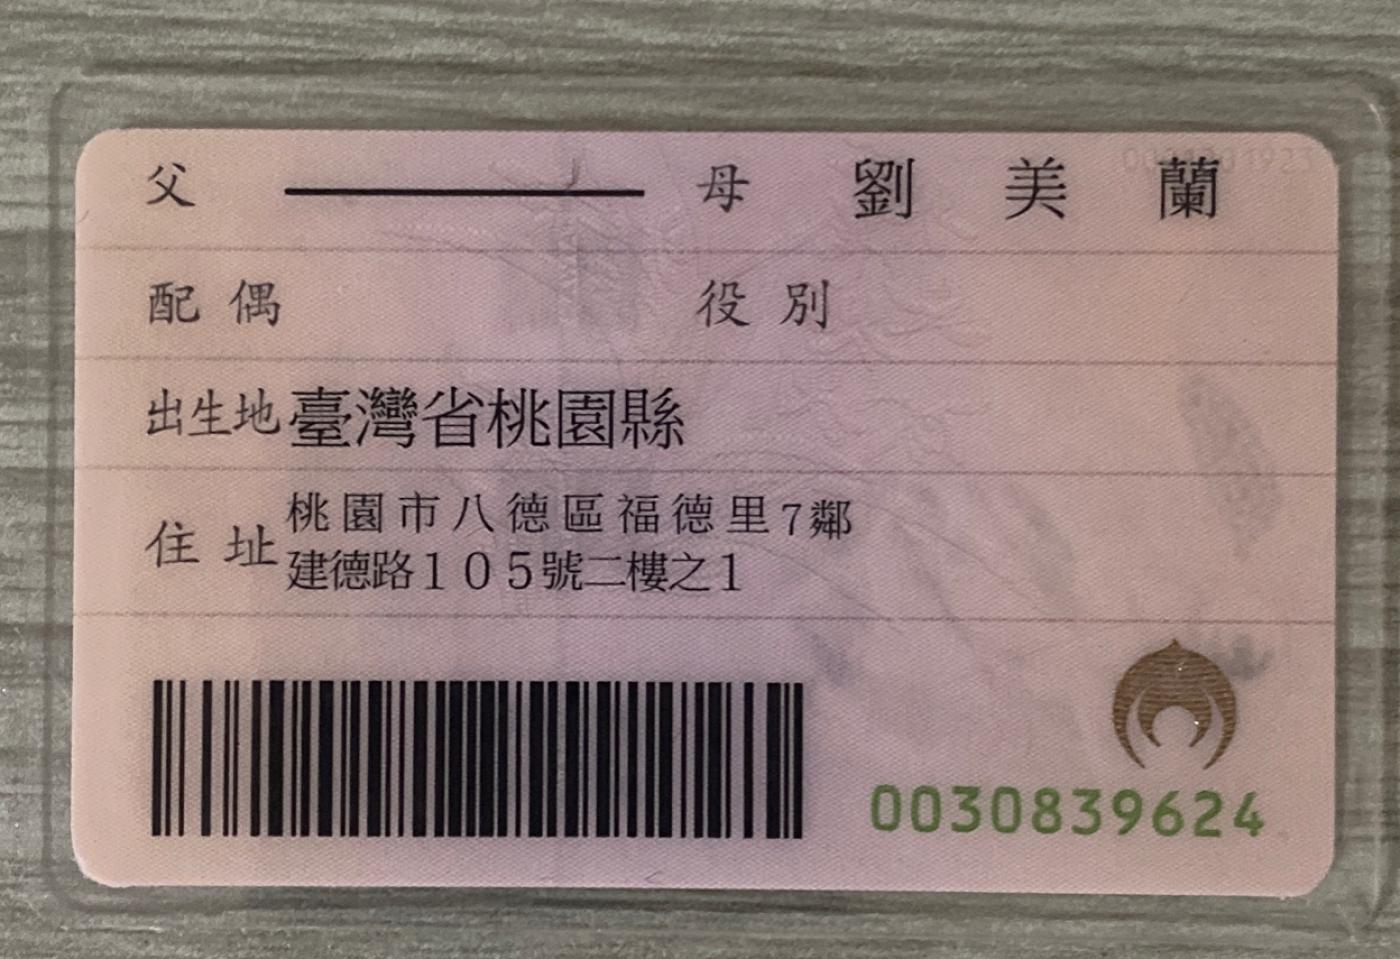 父 母 劉美蘭
配偶 役別
出生地 臺灣省桃園縣
住址 桃園市八德區福德里7鄰
建德路105號二樓之1
0030839624